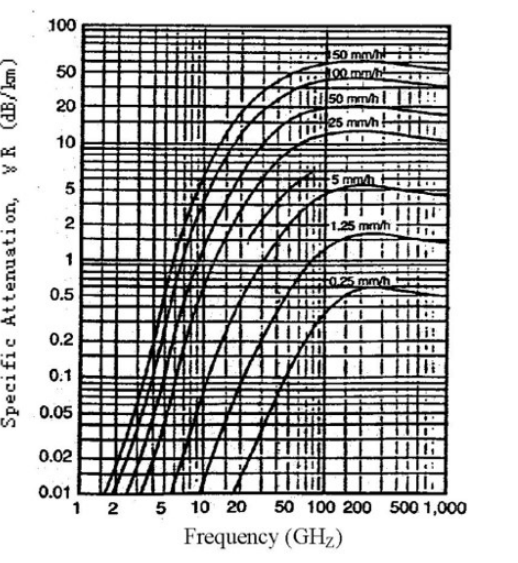 100
50
20
10
5
2
1
0.5
0.2
0.1
0.05
0.02
0.01
Specific Attenuation, γR (dB/km)
150 mm/h
100 mm/h
50 mm/h
25 mm/h
5 mm/h
1.25 mm/h
0.25 mm/h
1 2 5 10 20 50 100 200 500 1,000
Frequency (GHz)